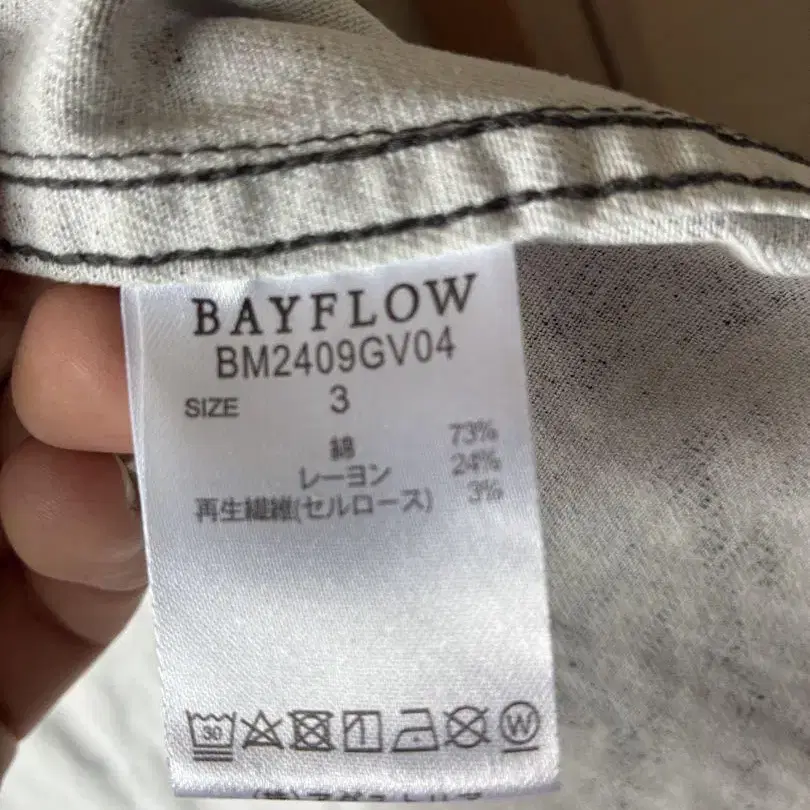 BAYFLOW
BM2409GV04
SIZE 3
綿 73%
レーヨン 24%
再生繊維(セルロース) 3%
30
W